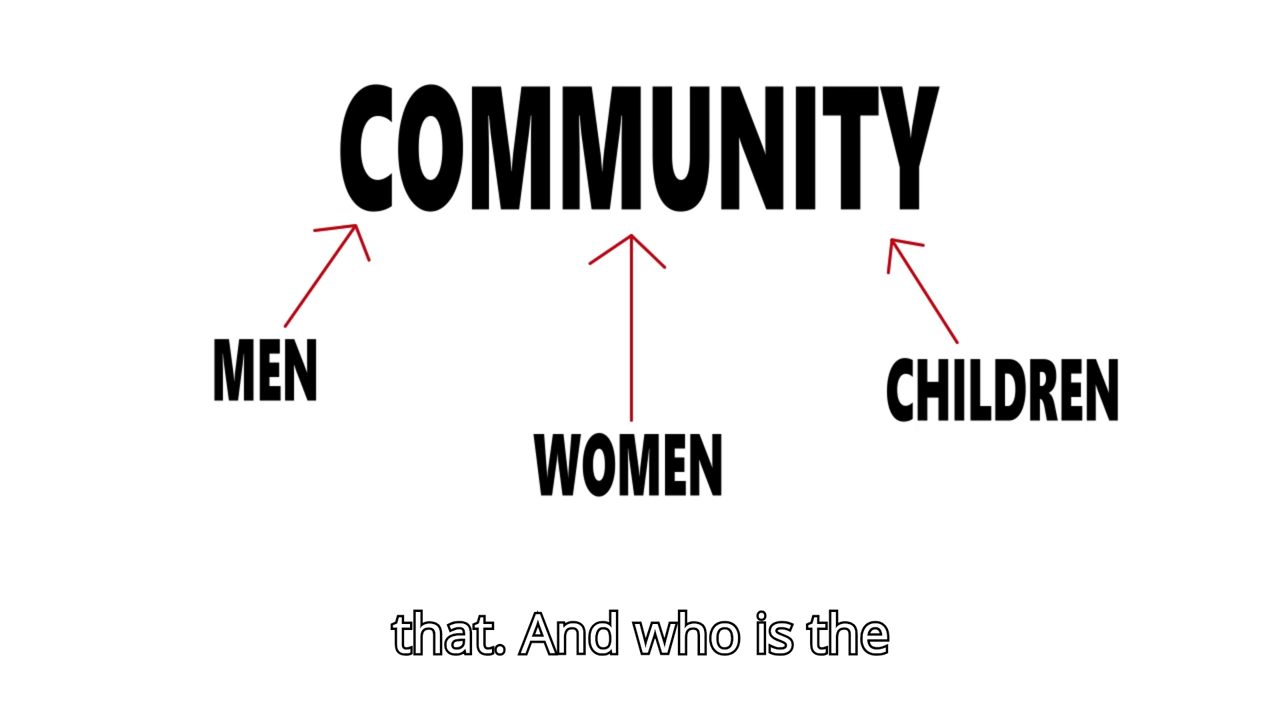 COMMUNITY
MEN
CHILDREN
WOMEN
that. And who is the